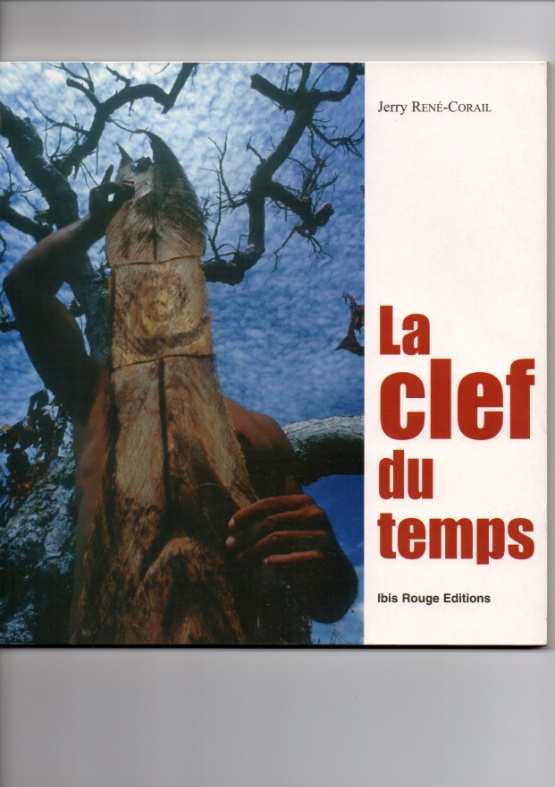 Jerry RENÉ-CORAIL
La
clef
du
temps
Ibis Rouge Editions